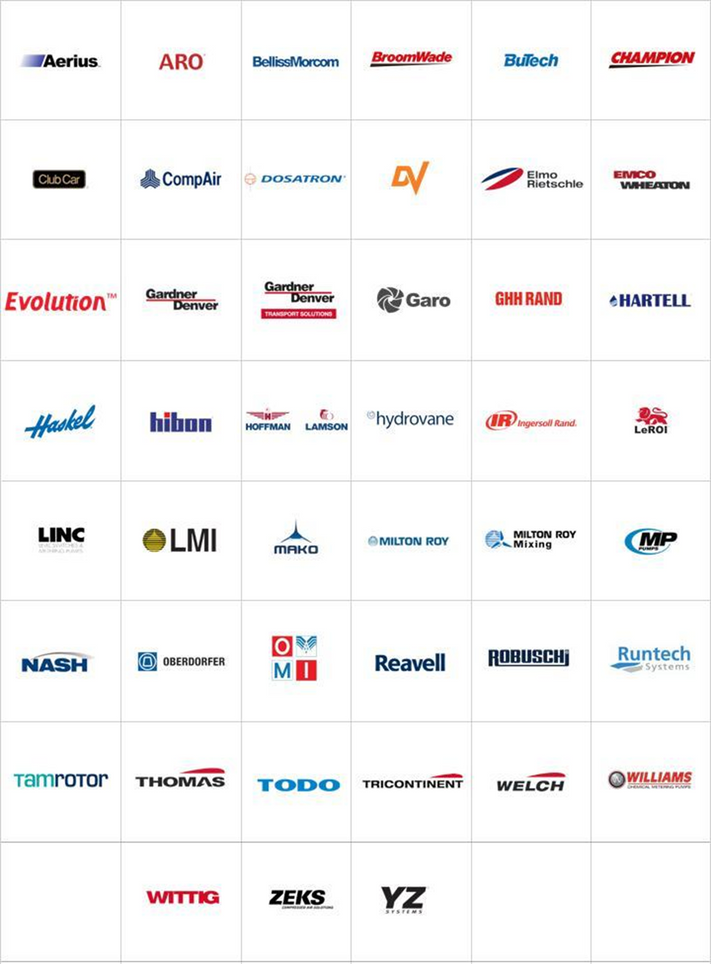 Aerius
ARO
BellissMorcom
BroomWade
BuTech
CHAMPION
Club Car
CompAir
DOSATRON
DV
Elmo
Rietschle
EMCO
WHEATON
Evolution™
Gardner
Denver
Gardner
Denver
TRANSPORT SOLUTIONS
Garo
GHH RAND
HARTELL
Haskel
hibon
H
HOFFMAN
LAMSON
hydrovane
IR Ingersoll Rand
LeROI
LINC
LMI
MAKO
MILTON ROY
MILTON ROY
Mixing
MP
PUMPS
NASH
OBERDORFER
O
M I
Reavell
ROBUSCHi
Runtech
Systems
Tamrotor
THOMAS
TODO
TRICONTINENT
WELCH
WILLIAMS
CHEMICAL METERING PUMPS
WITTIG
ZEKS
COMPRESSED AIR SOLUTIONS
YZ
SYSTEMS